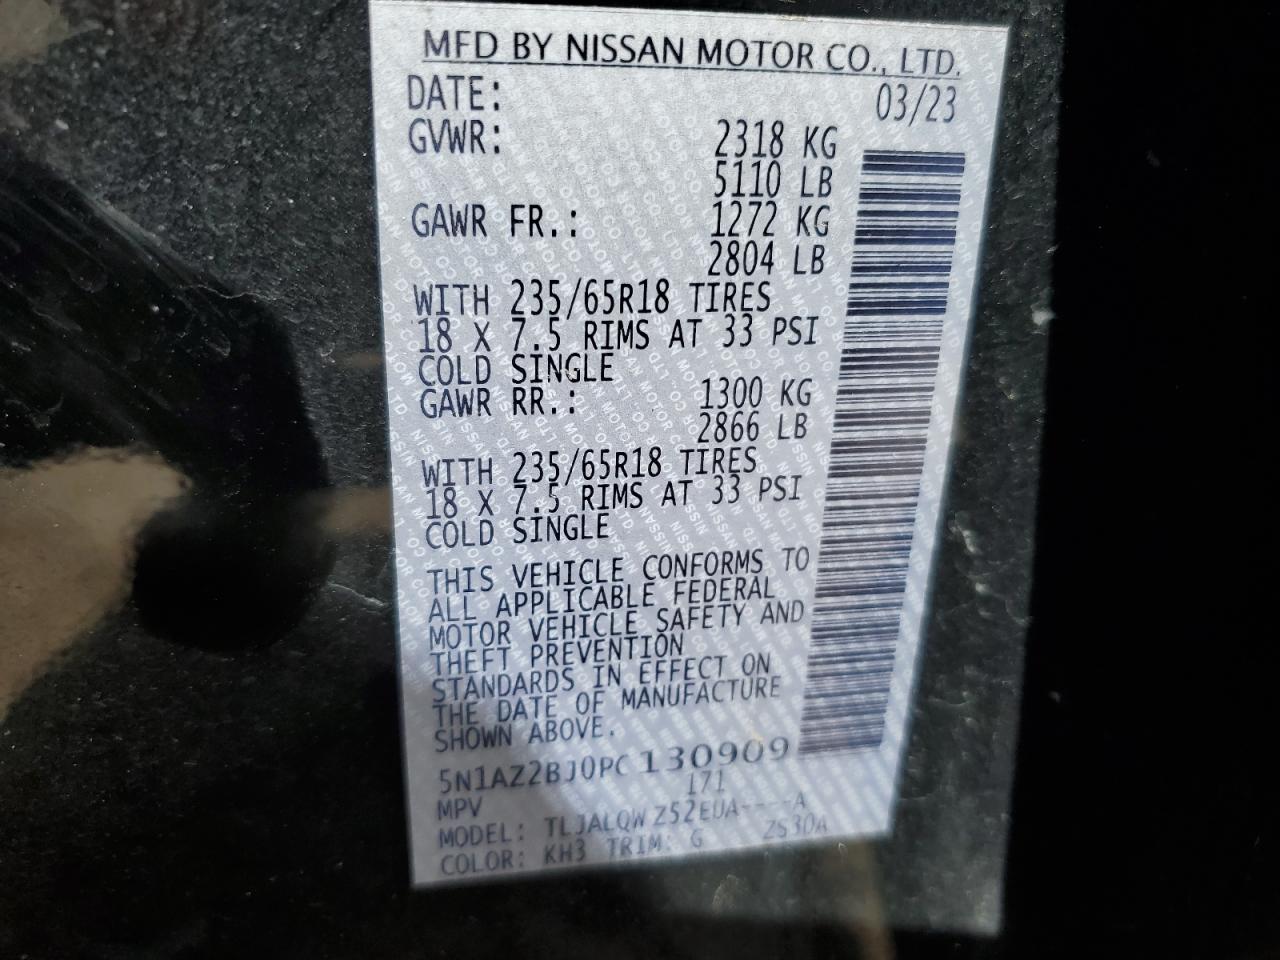 MFD BY NISSAN MOTOR CO., LTD.
DATE: 03/23
GVWR: 2318 KG
5110 LB
GAWR FR.: 1272 KG
2804 LB
WITH 235/65R18 TIRES
18 X 7.5 RIMS AT 33 PSI
COLD SINGLE
GAWR RR.: 1300 KG
2866 LB
WITH 235/65R18 TIRES
18 X 7.5 RIMS AT 33 PSI
COLD SINGLE
THIS VEHICLE CONFORMS TO
ALL APPLICABLE FEDERAL
MOTOR VEHICLE SAFETY AND
THEFT PREVENTION
STANDARDS IN EFFECT ON
THE DATE OF MANUFACTURE
SHOWN ABOVE.
5N1AZ2BJ0PC130909
171
MPV
MODEL: TLJALQW Z52EUA----A
COLOR: KH3 TRIM: G ZS30A